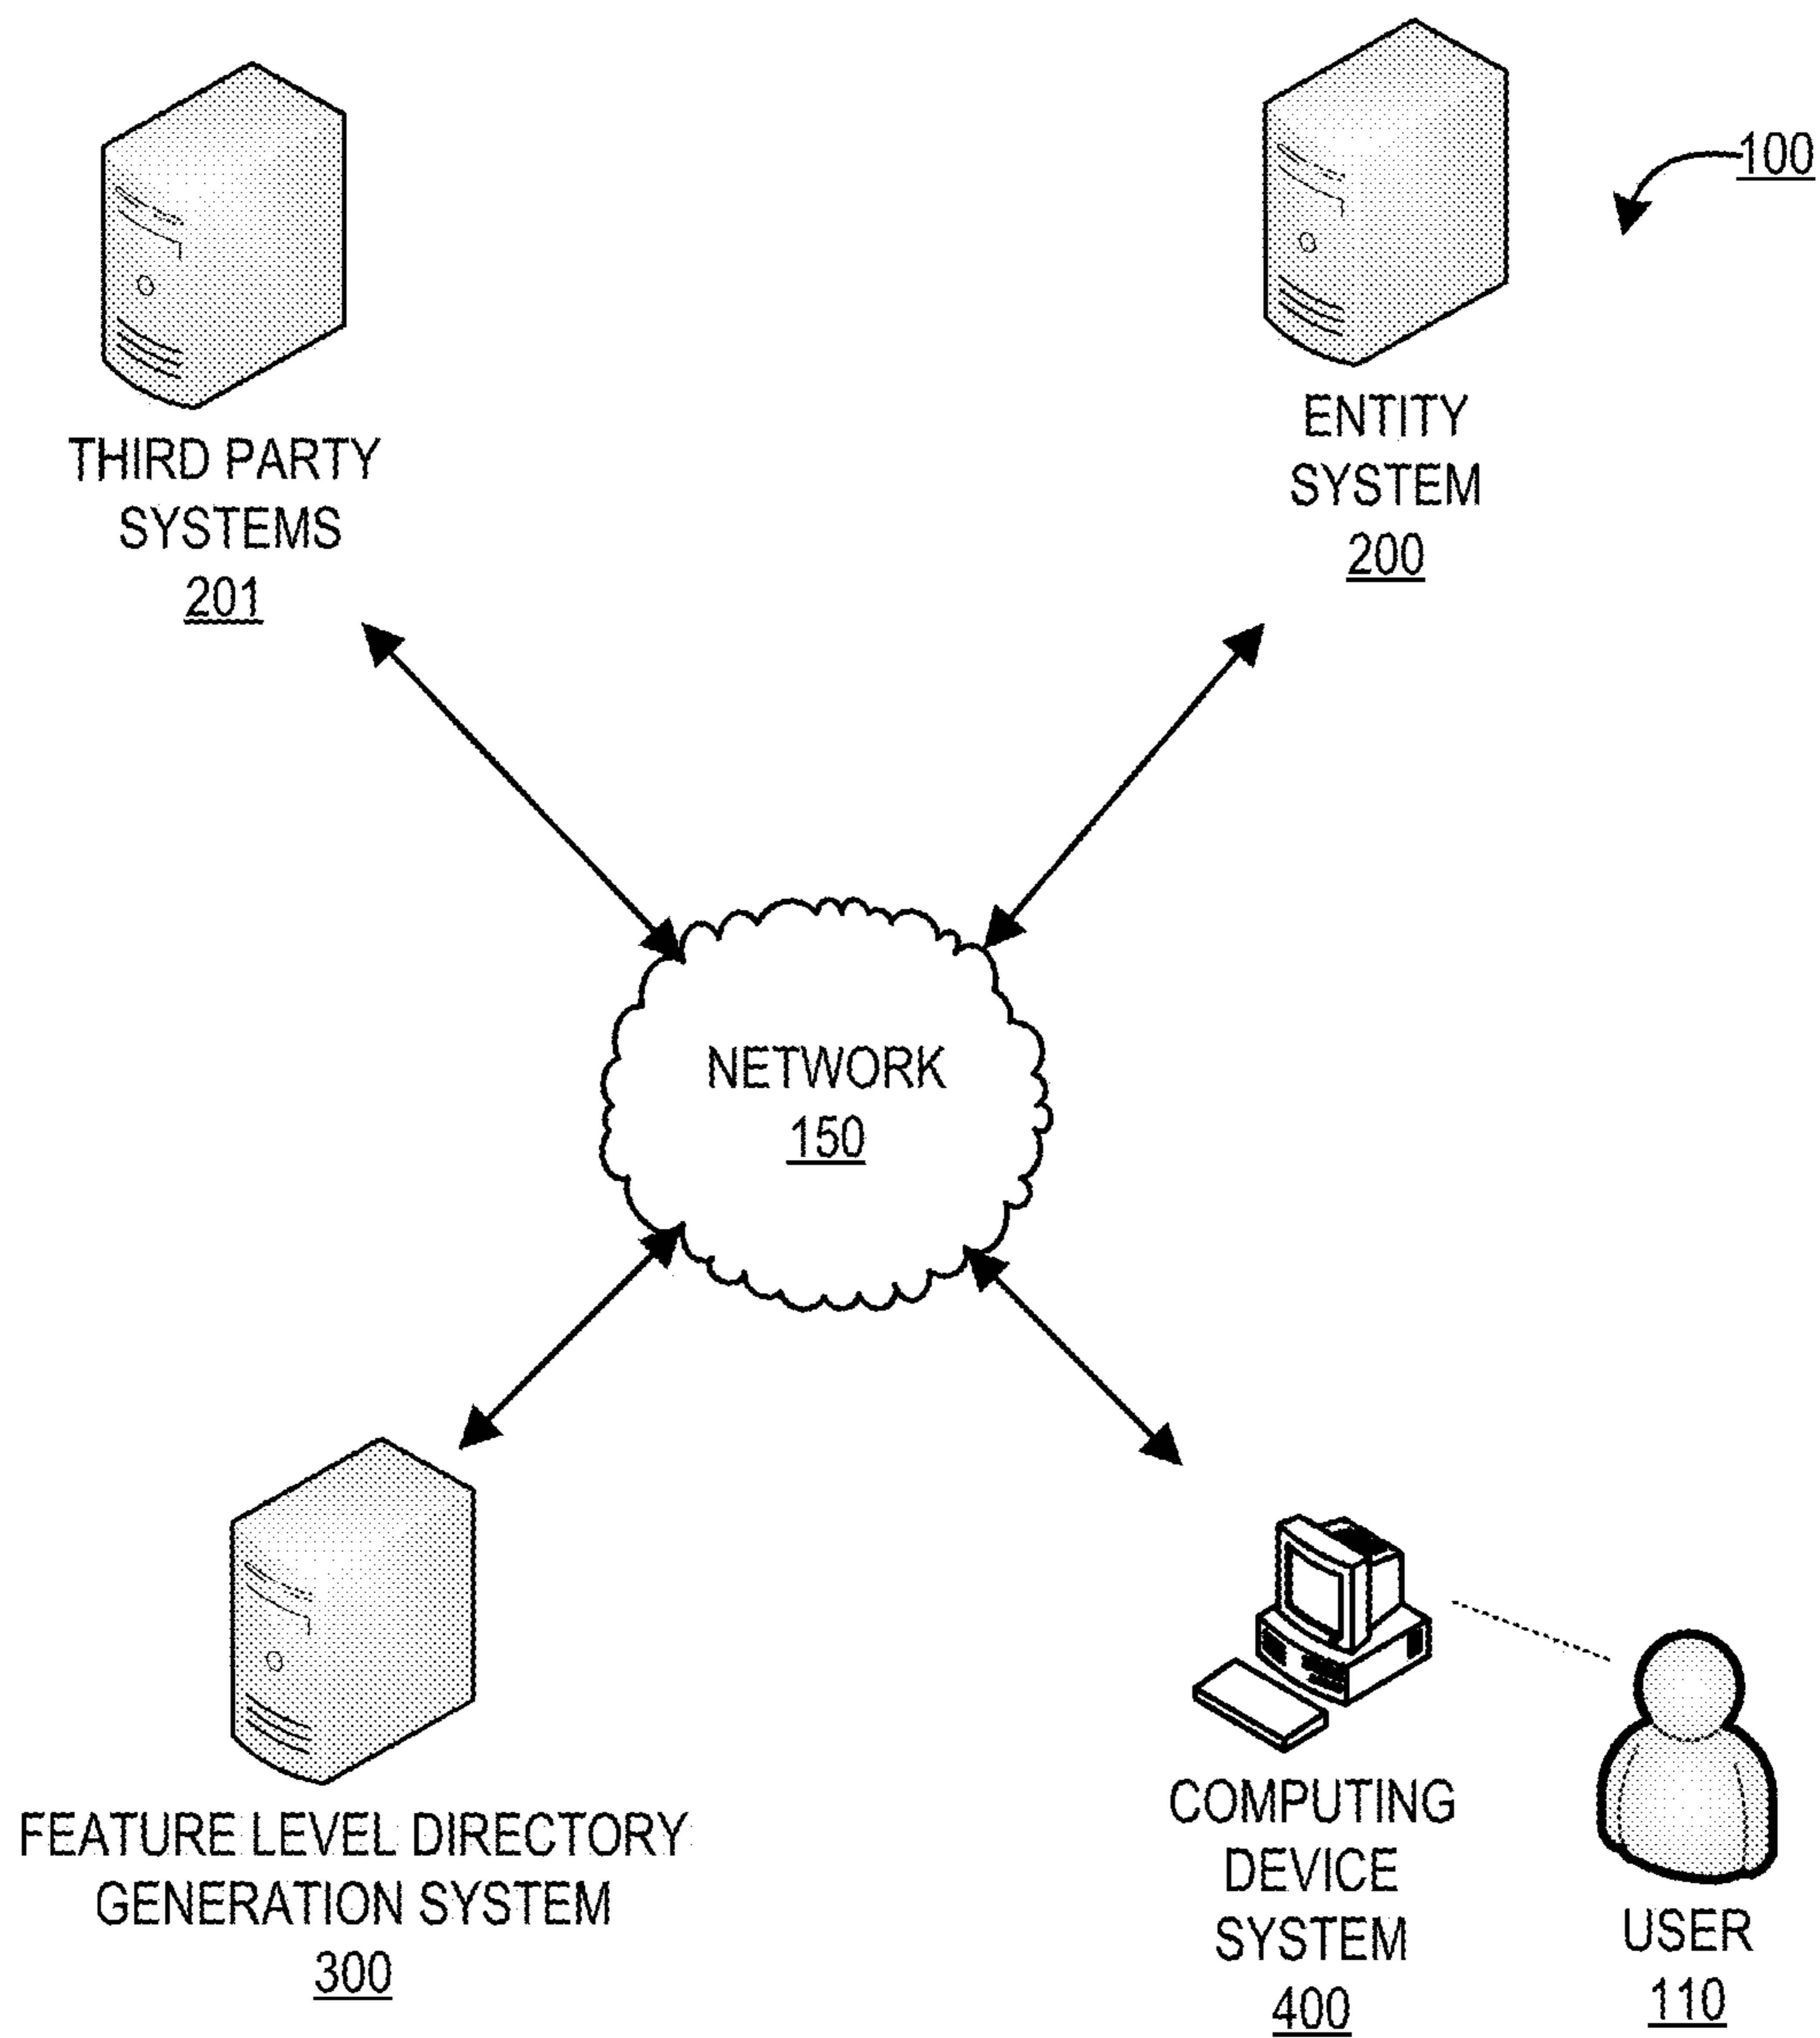 100
THIRD PARTY
SYSTEMS
201
ENTITY
SYSTEM
200
NETWORK
150
FEATURE LEVEL DIRECTORY
GENERATION SYSTEM
300
COMPUTING
DEVICE
SYSTEM
400
USER
110